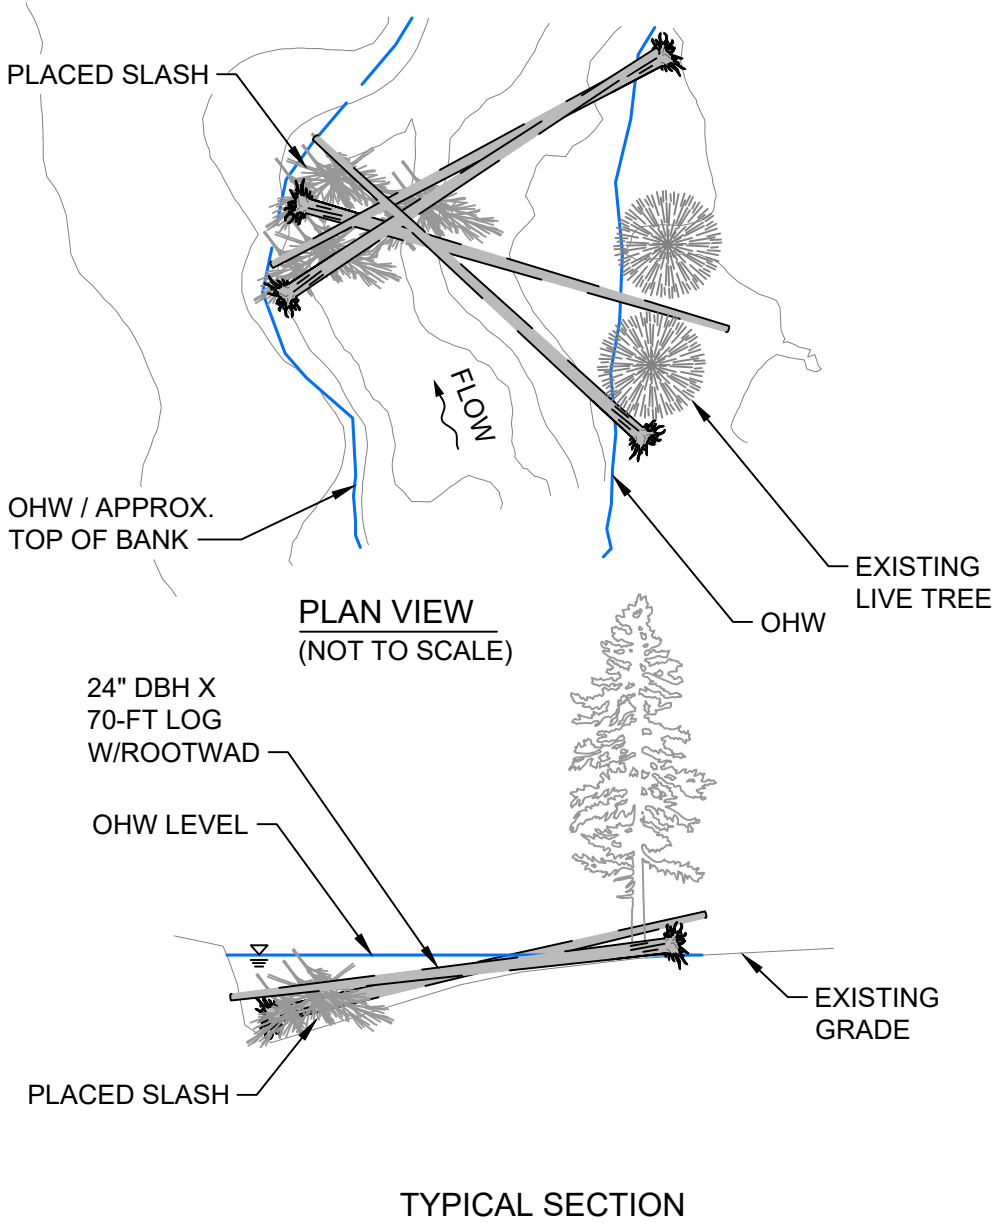 PLACED SLASH
FLOW
OHW / APPROX.
TOP OF BANK
EXISTING
LIVE TREE
OHW
PLAN VIEW
(NOT TO SCALE)
24" DBH X
70-FT LOG
W/ROOTWAD
OHW LEVEL
EXISTING
GRADE
PLACED SLASH
TYPICAL SECTION